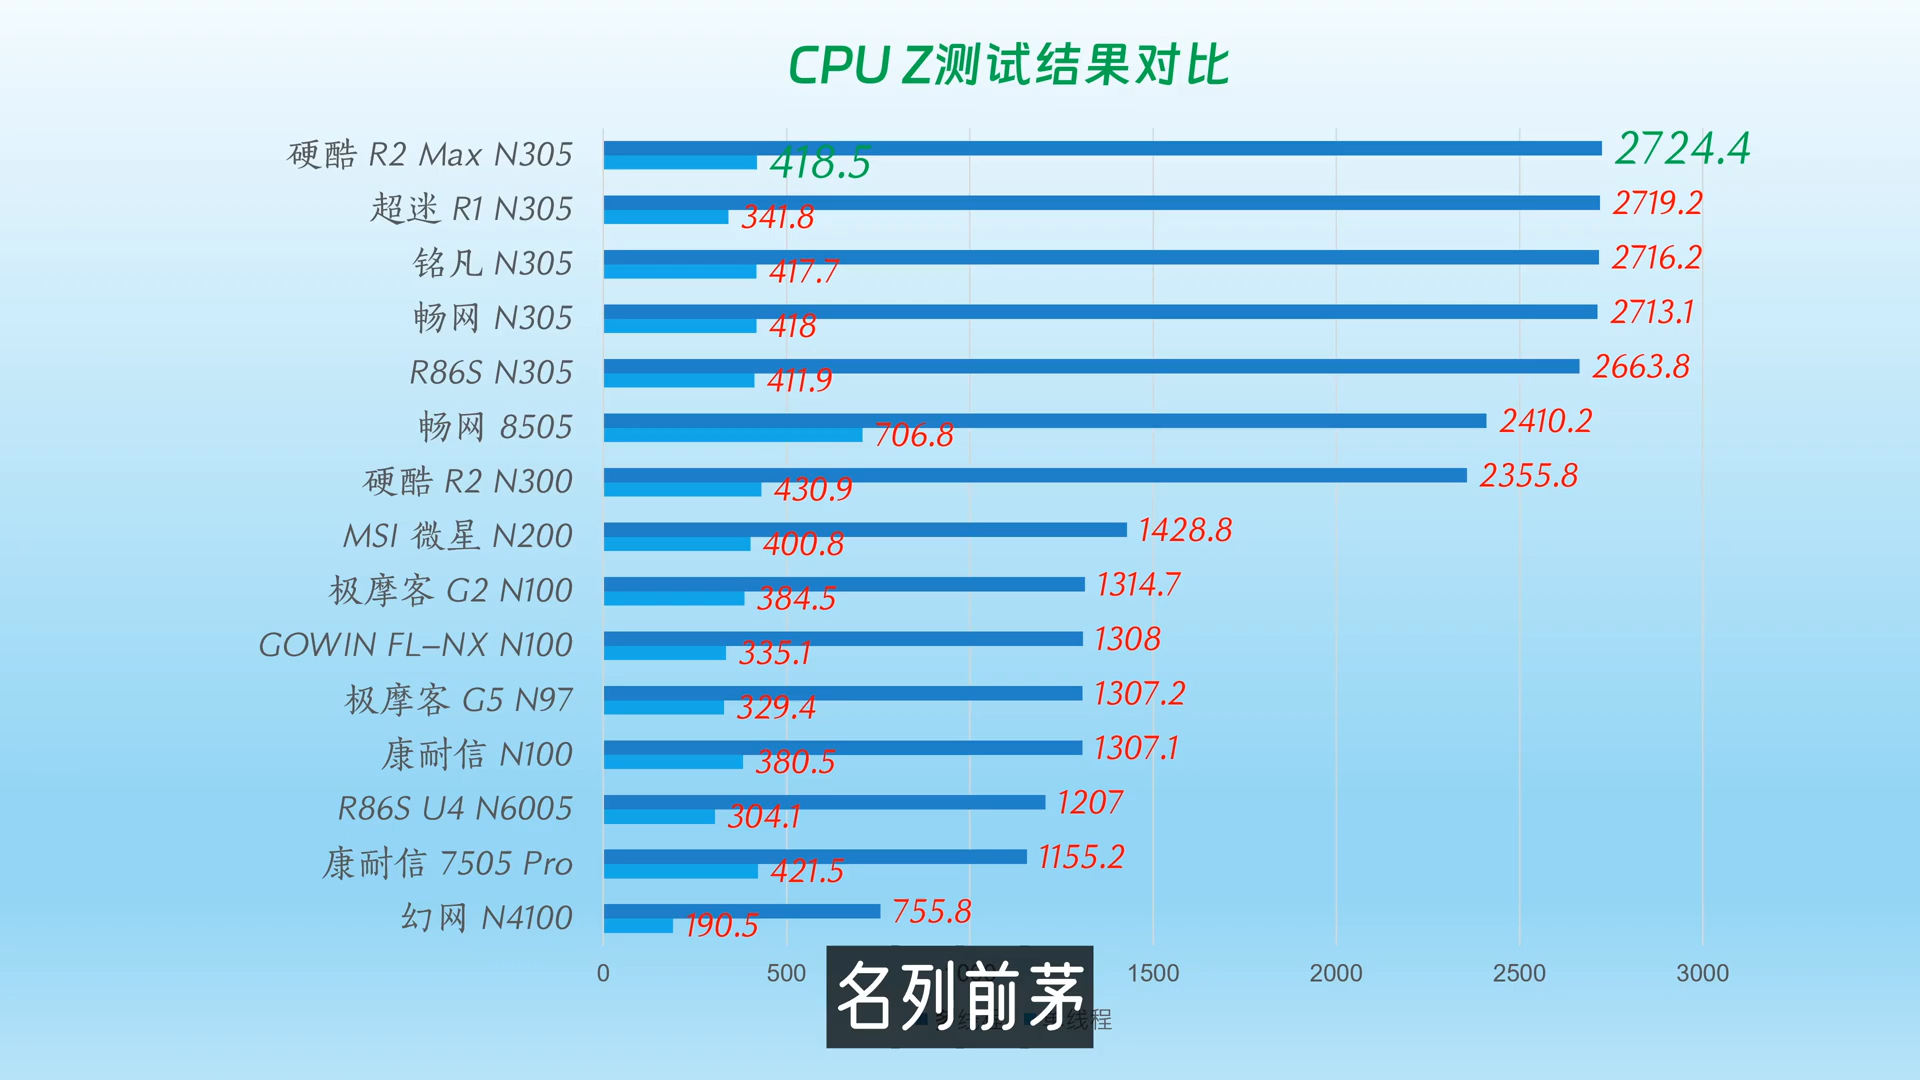 CPU Z测试结果对比
硬酷 R2 Max N305
2724.4
418.5
超迷 R1 N305
2719.2
341.8
铭凡 N305
2716.2
417.7
畅网 N305
2713.1
418
R86S N305
2663.8
411.9
畅网 8505
2410.2
706.8
硬酷 R2 N300
2355.8
430.9
MSI 微星 N200
1428.8
400.8
极摩客 G2 N100
1314.7
384.5
GOWIN FL-NX N100
1308
335.1
极摩客 G5 N97
1307.2
329.4
康耐信 N100
1307.1
380.5
R86S U4 N6005
1207
304.1
康耐信 7505 Pro
1155.2
421.5
幻网 N4100
755.8
190.5
0 500 1500 2000 2500 3000
名列前茅
线程